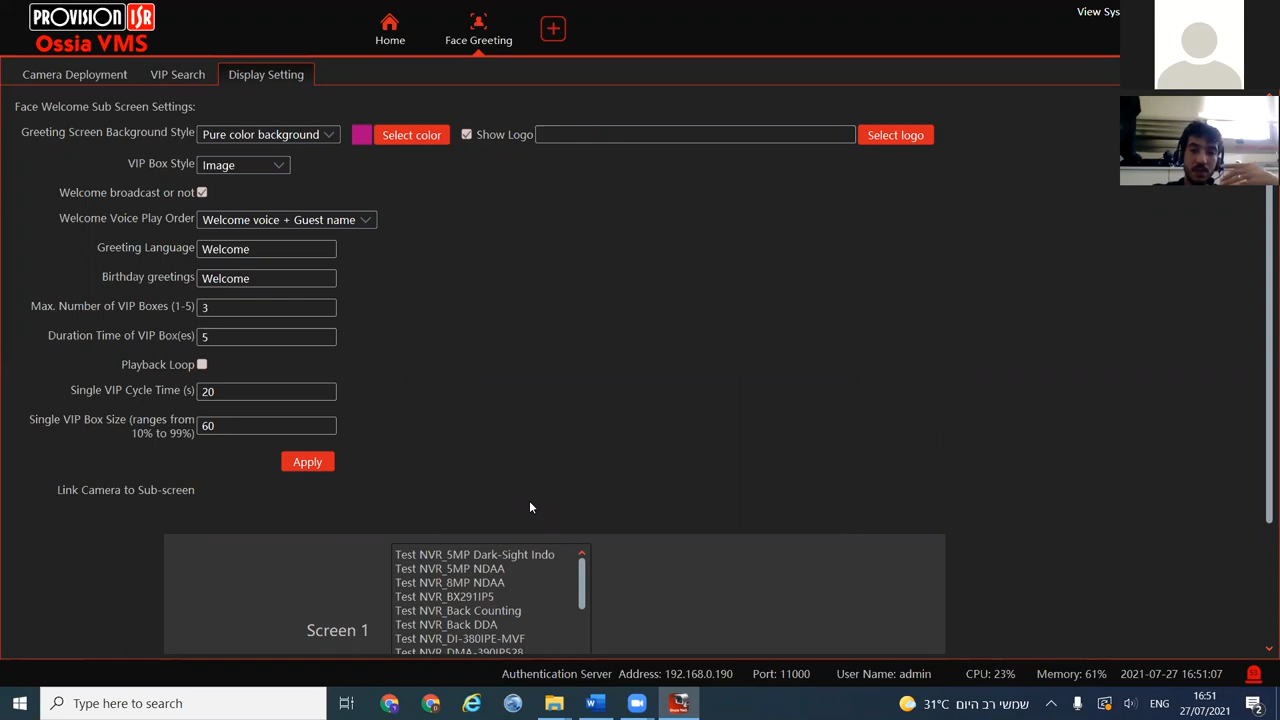 PROVISION ISR
Ossia VMS
Home
Face Greeting
View Sys
Camera Deployment
VIP Search
Display Setting
Face Welcome Sub Screen Settings:
Greeting Screen Background Style
Pure color background
Select color
Show Logo
Select logo
VIP Box Style
Image
Welcome broadcast or not
Welcome Voice Play Order
Welcome voice + Guest name
Greeting Language
Welcome
Birthday greetings
Welcome
Max. Number of VIP Boxes (1-5)
3
Duration Time of VIP Box(es)
5
Playback Loop
Single VIP Cycle Time (s)
20
Single VIP Box Size (ranges from
10% to 99%)
60
Apply
Link Camera to Sub-screen
Screen 1
Test NVR_5MP Dark-Sight Indo
Test NVR_5MP NDAA
Test NVR_8MP NDAA
Test NVR_BX291IP5
Test NVR_Back Counting
Test NVR_Back DDA
Test NVR_DI-380IPE-MVF
Test NVR_DMA-390IP528
Authentication Server Address: 192.168.0.190 Port: 11000 User Name: admin CPU: 23% Memory: 61% 2021-07-27 16:51:07
53
Type here to search
31°C שמשי רב היום
ENG
16:51
27/07/2021
2